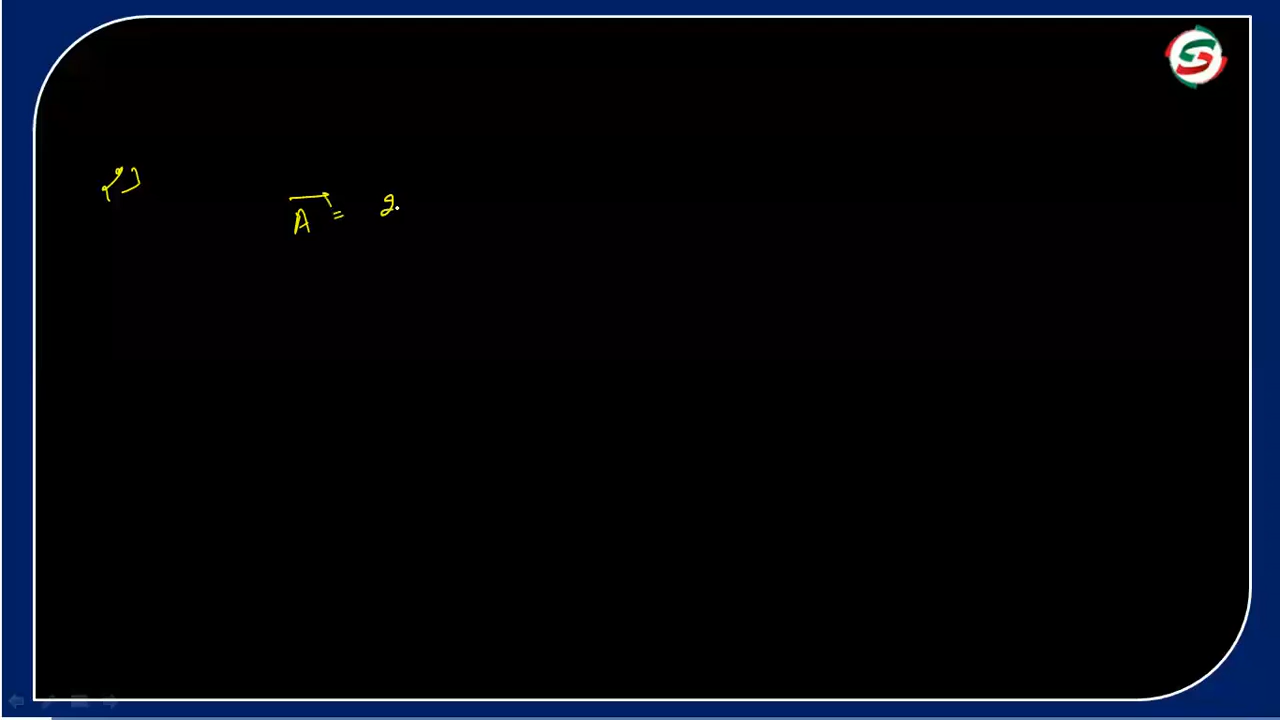 A⃗ = 2